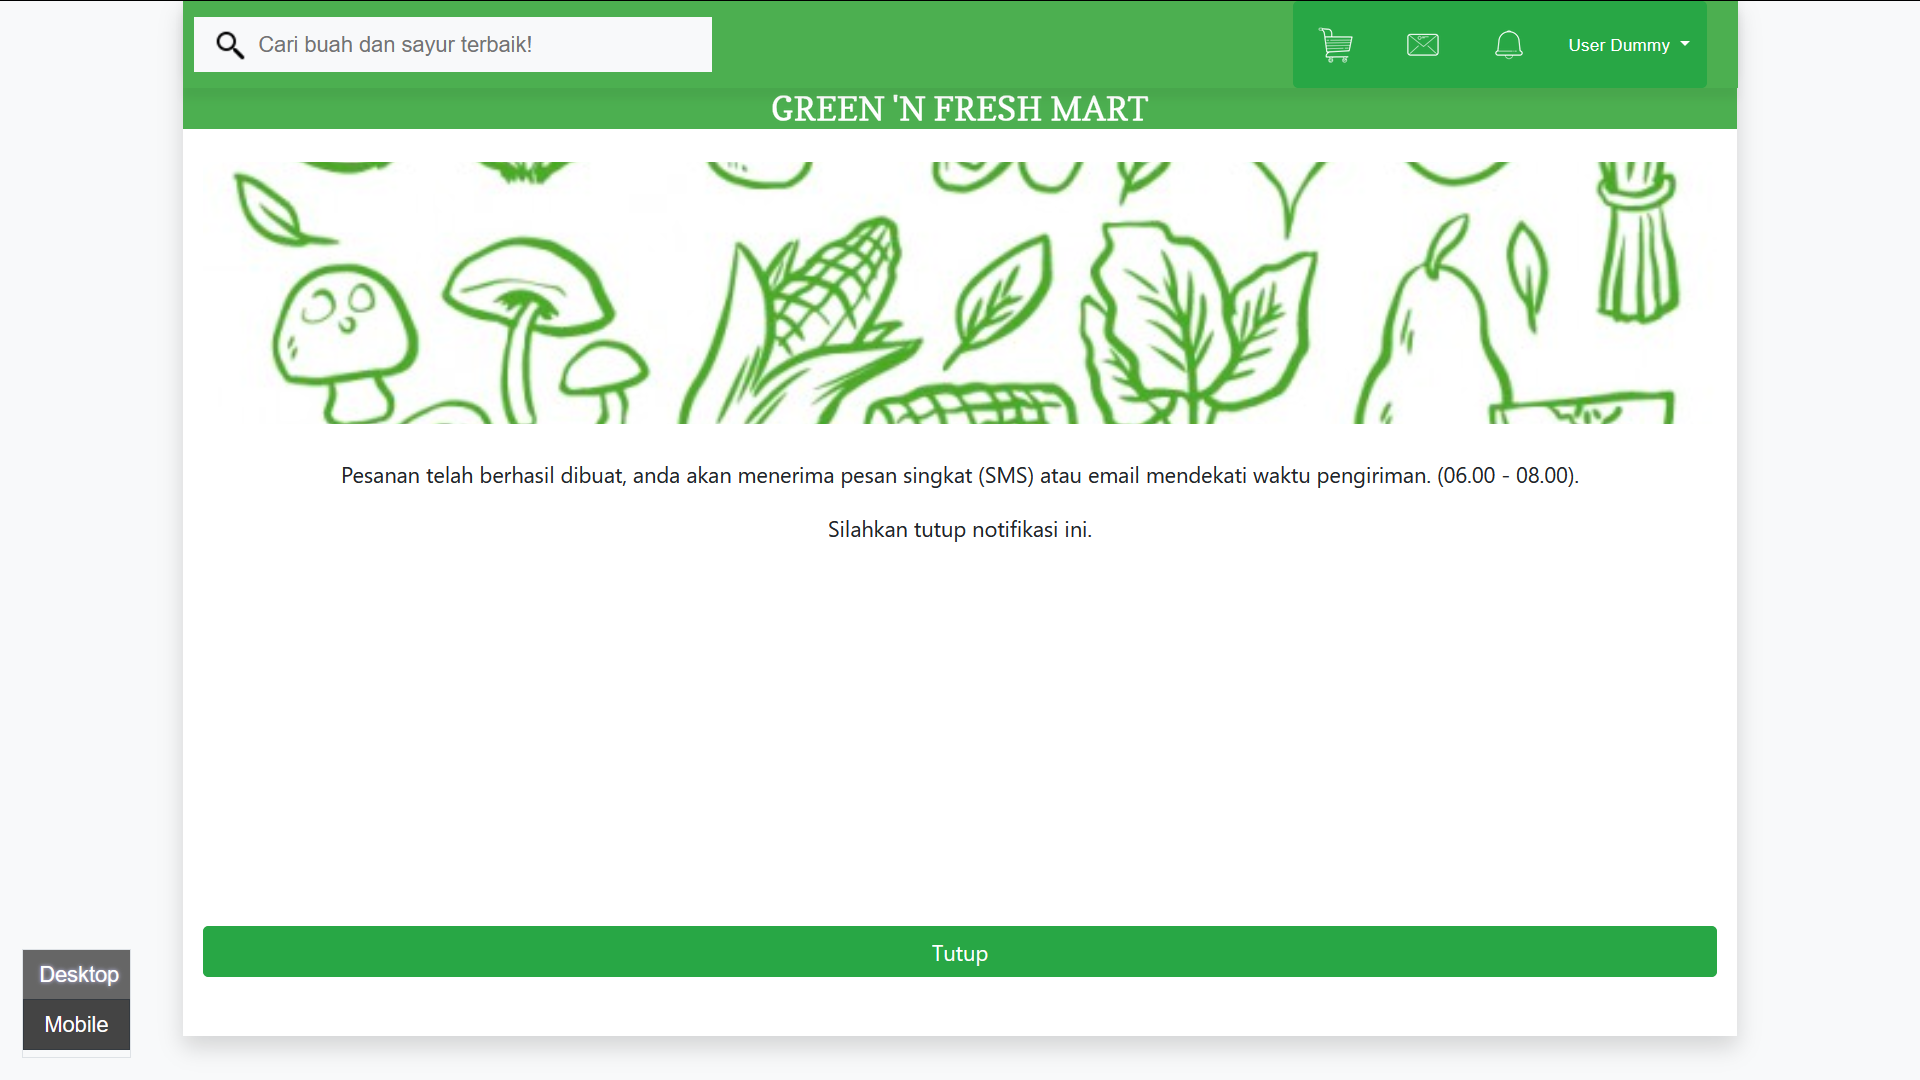 Cari buah dan sayur terbaik!
User Dummy
GREEN 'N FRESH MART
Pesanan telah berhasil dibuat, anda akan menerima pesan singkat (SMS) atau email mendekati waktu pengiriman. (06.00 - 08.00).
Silahkan tutup notifikasi ini.
Tutup
Desktop
Mobile